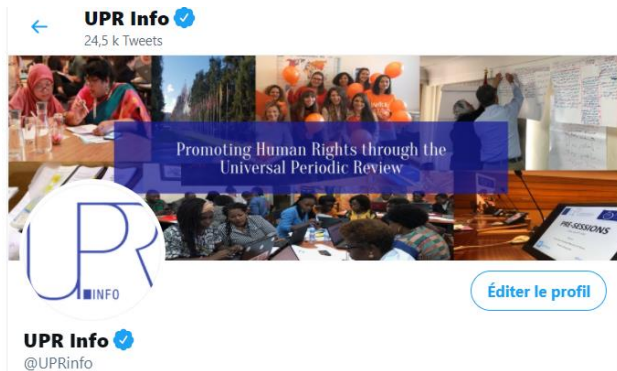 UPR Info
24,5 k Tweets
Promoting Human Rights through the
Universal Periodic Review
PRE-SESSIONS
UPR
INFO
Éditer le profil
UPR Info
@UPRinfo